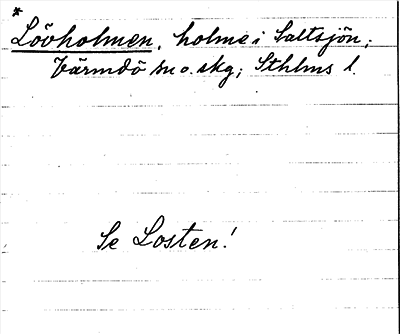 *
Lövholmen, holme i Saltsjön;
Värmdö sn o. skg; Sthlms l.
Se Losten!